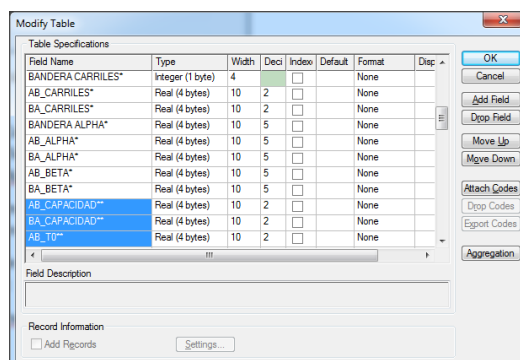 Modify Table
Table Specifications
Field Name Type Width Deci Indexe Default Format Disp
BANDERA CARRILES* Integer (1 byte) 4 None
AB_CARRILES* Real (4 bytes) 10 2 None
BA_CARRILES* Real (4 bytes) 10 2 None
BANDERA ALPHA* Real (4 bytes) 10 5 None
AB_ALPHA* Real (4 bytes) 10 5 None
BA_ALPHA* Real (4 bytes) 10 5 None
AB_BETA* Real (4 bytes) 10 5 None
BA_BETA* Real (4 bytes) 10 5 None
AB_CAPACIDAD** Real (4 bytes) 10 2 None
BA_CAPACIDAD** Real (4 bytes) 10 2 None
AB_T0** Real (4 bytes) 10 2 None
Field Description
Record Information
Add Records Settings...
OK
Cancel
Add Field
Drop Field
Move Up
Move Down
Attach Codes
Drop Codes
Export Codes
Aggregation